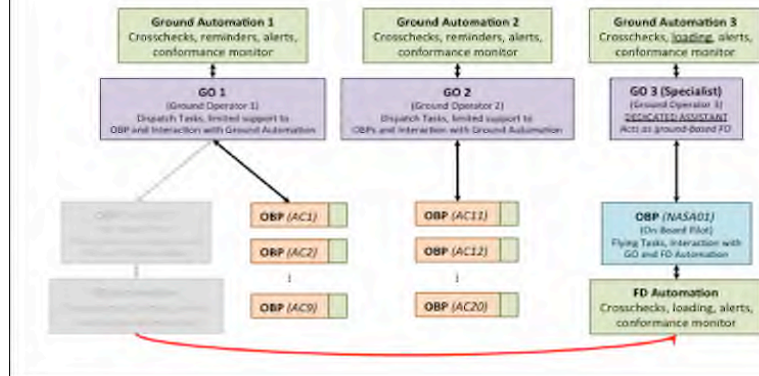 Ground Automation 1
Crosschecks, reminders, alerts,
conformance monitor
Ground Automation 2
Crosschecks, reminders, alerts,
conformance monitor
Ground Automation 3
Crosschecks, loading, alerts,
conformance monitor
GO 1
(Ground Operator 1)
Dispatch Tasks, limited support to
OBP and Interaction with Ground Automation
GO 2
(Ground Operator 2)
Dispatch Tasks, limited support to
OBPs and Interaction with Ground Automation
GO 3 (Specialist)
(Ground Operator 3)
DEDICATED ASSISTANT
Acts as ground-based FO
OBP (AC1)
OBP (AC2)
OBP (AC9)
OBP (AC11)
OBP (AC12)
OBP (AC20)
OBP (NASA01)
(On Board Pilot)
Flying Tasks, Interaction with
GO and FD Automation
FD Automation
Crosschecks, loading, alerts,
conformance monitor